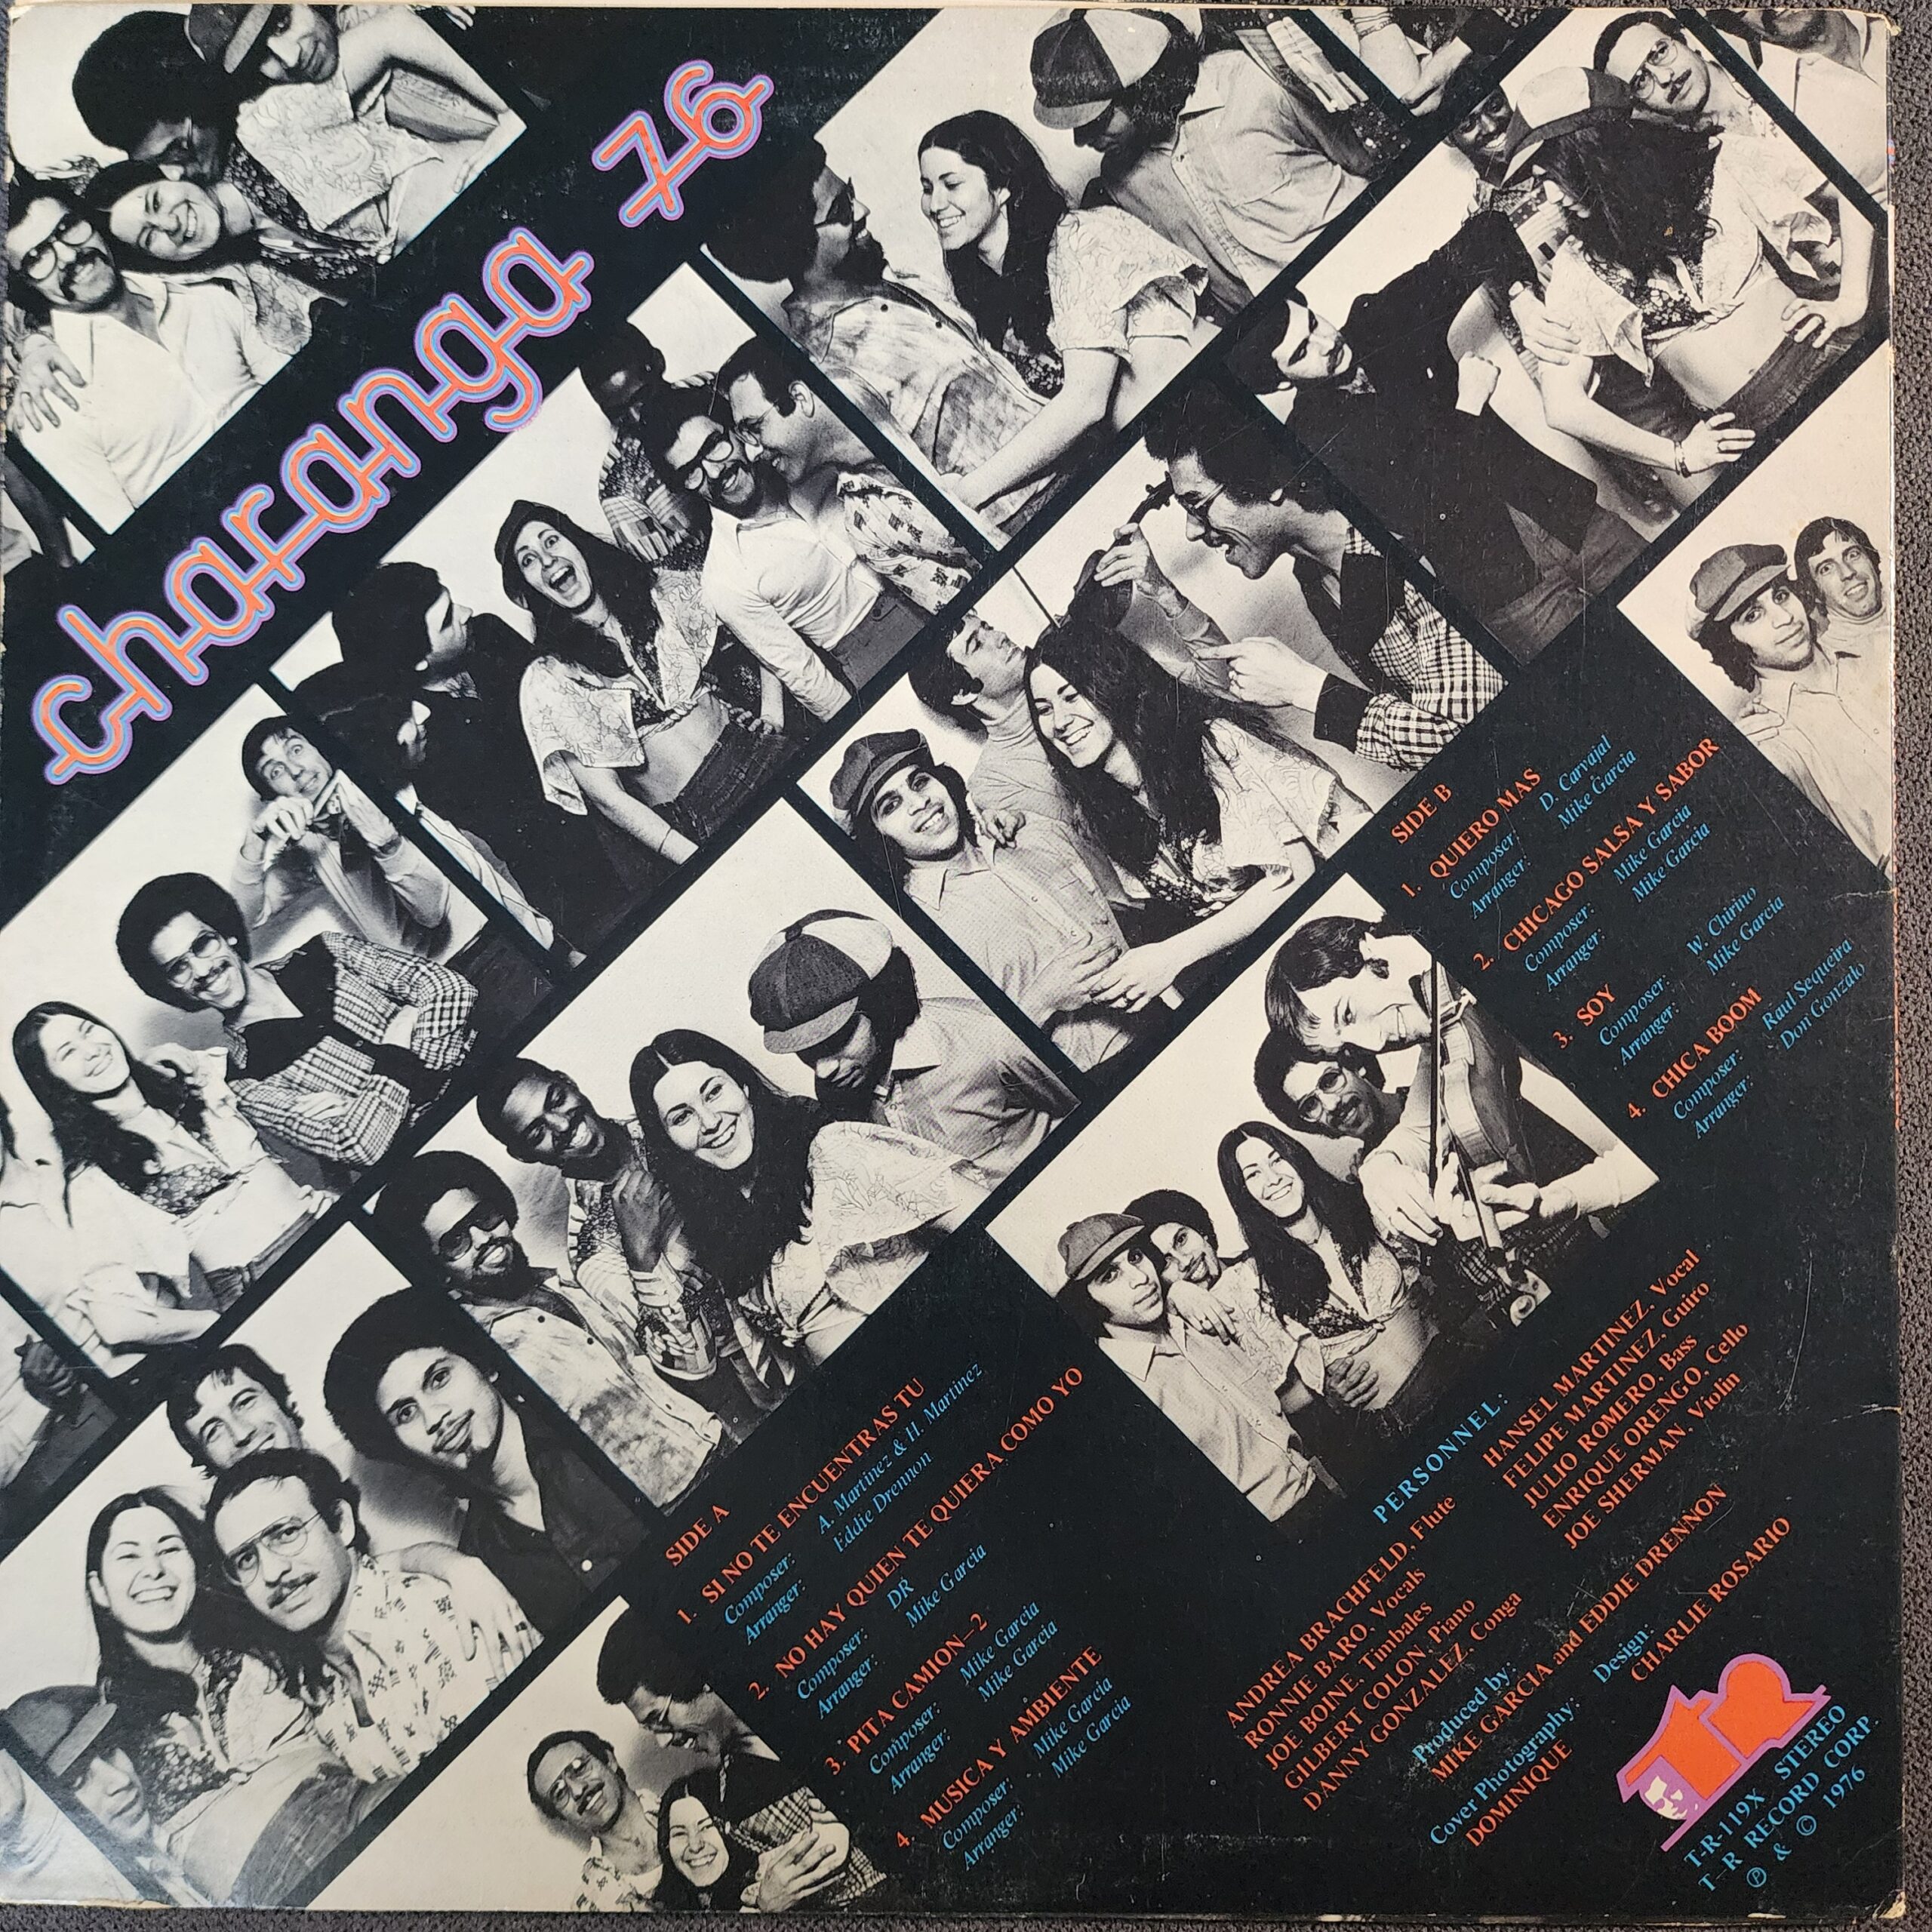 charanga 76
SIDE A
1. SI NO TE ENCUENTRAS TU
Composer: A. Martinez & H. Martinez
Arranger: Eddie Drennon
2. NO HAY QUIEN TE QUIERA COMO YO
Composer: DR
Arranger: Mike Garcia
3. PITA CAMION—2
Composer: Mike Garcia
Arranger: Mike Garcia
4. MUSICA Y AMBIENTE
Composer: Mike Garcia
Arranger: Mike Garcia
SIDE B
1. QUIERO MAS
Composer: D. Carvajal
Arranger: Mike Garcia
2. CHICAGO SALSA Y SABOR
Composer: Mike Garcia
Arranger: Mike Garcia
3. SOY
Composer: W. Chirino
Arranger: Mike Garcia
4. CHICA BOOM
Composer: Raul Sequeira
Arranger: Don Gonzalo
PERSONNEL:
ANDREA BRACHFELD, Flute
RONNIE BARO, Vocals
JOE BOINE, Timbales
GILBERT COLON, Piano
DANNY GONZALEZ, Conga
HANSEL MARTINEZ, Vocal
FELIPE MARTINEZ, Guiro
JULIO ROMERO, Bass
ENRIQUE ORENGO, Cello
JOE SHERMAN, Violin
Produced by:
MIKE GARCIA and EDDIE DRENNON
Cover Photography:
DOMINIQUE
Design:
CHARLIE ROSARIO
TR
T-R-119X STEREO
T-R RECORD CORP.
℗ & © 1976